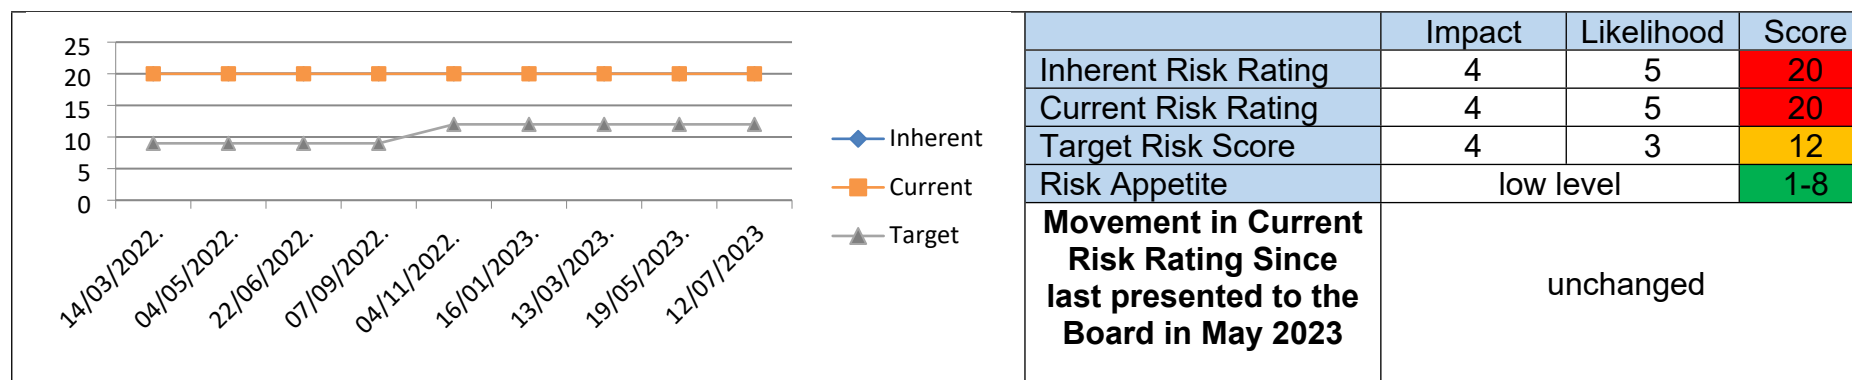 25
20
15
10
5
0
14/03/2022.
04/05/2022.
22/06/2022.
07/09/2022.
04/11/2022.
16/01/2023.
13/03/2023.
19/05/2023.
12/07/2023
Inherent
Current
Target
Impact Likelihood Score
Inherent Risk Rating 4 5 20
Current Risk Rating 4 5 20
Target Risk Score 4 3 12
Risk Appetite low level 1-8
Movement in Current
Risk Rating Since
last presented to the
Board in May 2023
unchanged